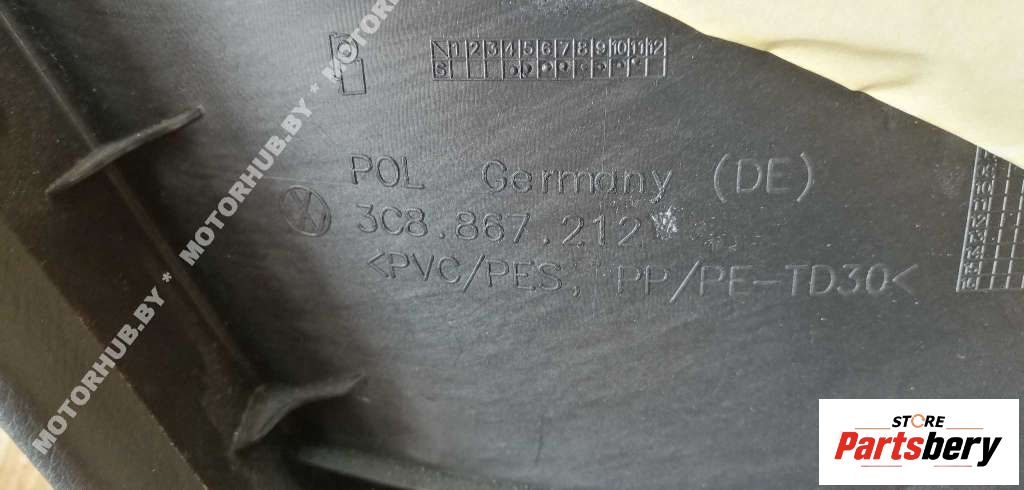 1 2 3 4 5 6 7 8 9 10 11 12
POL Germany (DE)
3C8.867.212
<PVC/PES, PP/PE-TD30<
MOTORHUB.BY * MOTORHUB.BY * MOTORHUB.BY
STORE
Partsbery